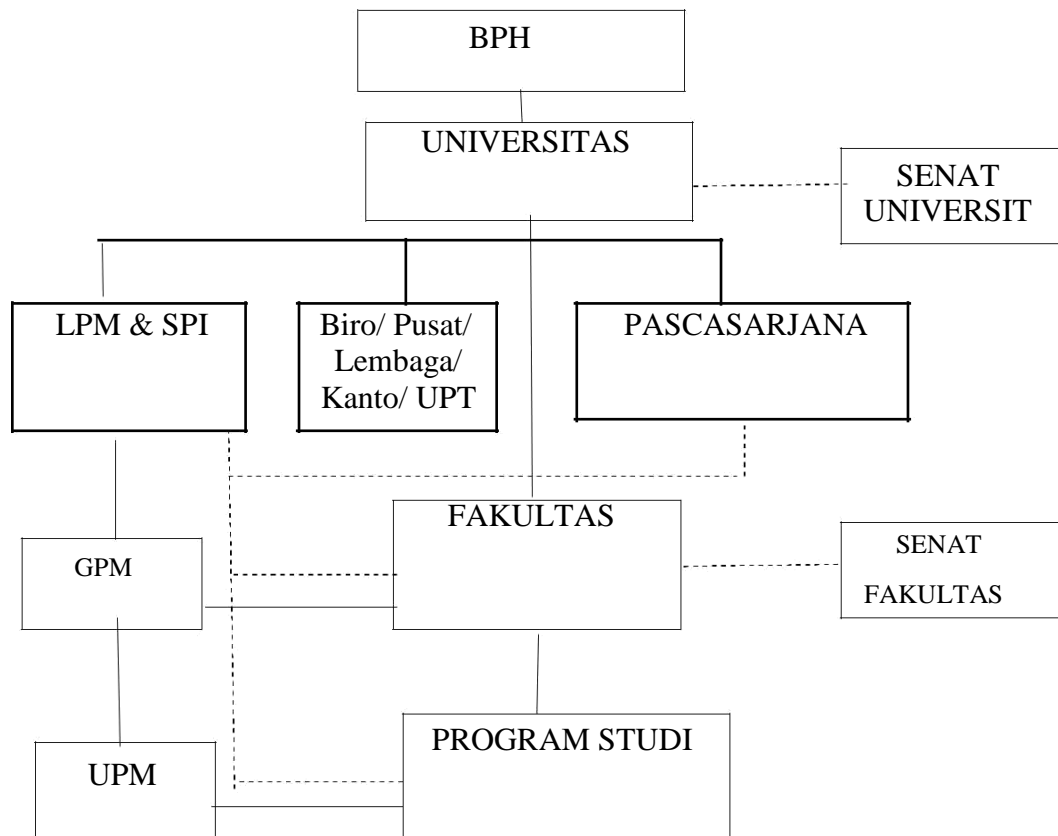 BPH
UNIVERSITAS
SENAT
UNIVERSIT
LPM & SPI
Biro/ Pusat/
Lembaga/
Kanto/ UPT
PASCASARJANA
FAKULTAS
SENAT
FAKULTAS
GPM
PROGRAM STUDI
UPM